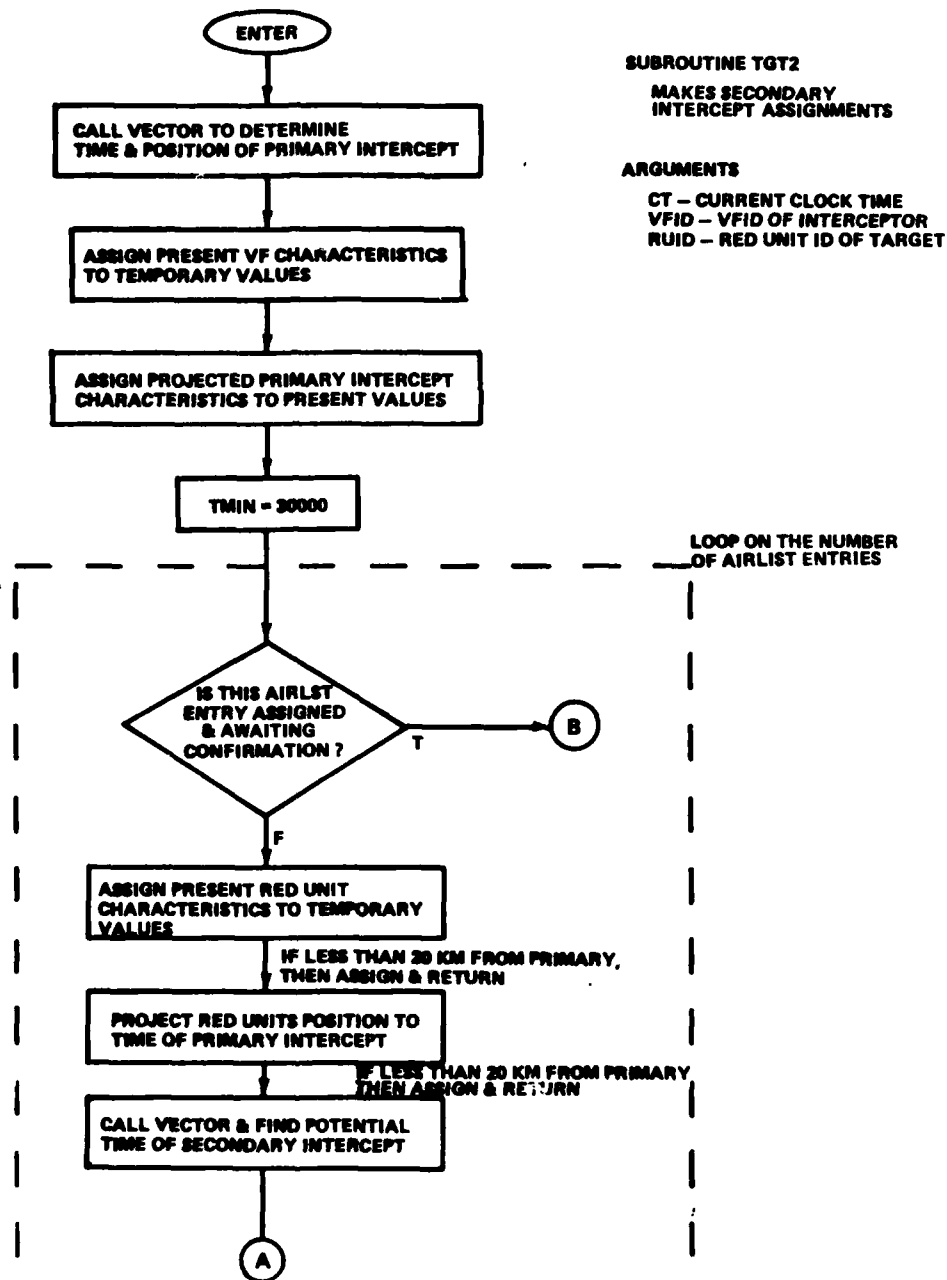 ENTER
SUBROUTINE TGT2
MAKES SECONDARY
INTERCEPT ASSIGNMENTS
CALL VECTOR TO DETERMINE
TIME & POSITION OF PRIMARY INTERCEPT
ARGUMENTS
CT – CURRENT CLOCK TIME
VFID – VFID OF INTERCEPTOR
RUID – RED UNIT ID OF TARGET
ASSIGN PRESENT VF CHARACTERISTICS
TO TEMPORARY VALUES
ASSIGN PROJECTED PRIMARY INTERCEPT
CHARACTERISTICS TO PRESENT VALUES
TMIN = 30000
LOOP ON THE NUMBER
OF AIRLIST ENTRIES
IS THIS AIRLST
ENTRY ASSIGNED
& AWAITING
CONFIRMATION ?
T
B
F
ASSIGN PRESENT RED UNIT
CHARACTERISTICS TO TEMPORARY
VALUES
IF LESS THAN 20 KM FROM PRIMARY,
THEN ASSIGN & RETURN
PROJECT RED UNITS POSITION TO
TIME OF PRIMARY INTERCEPT
IF LESS THAN 20 KM FROM PRIMARY
THEN ASSIGN & RETURN
CALL VECTOR & FIND POTENTIAL
TIME OF SECONDARY INTERCEPT
A